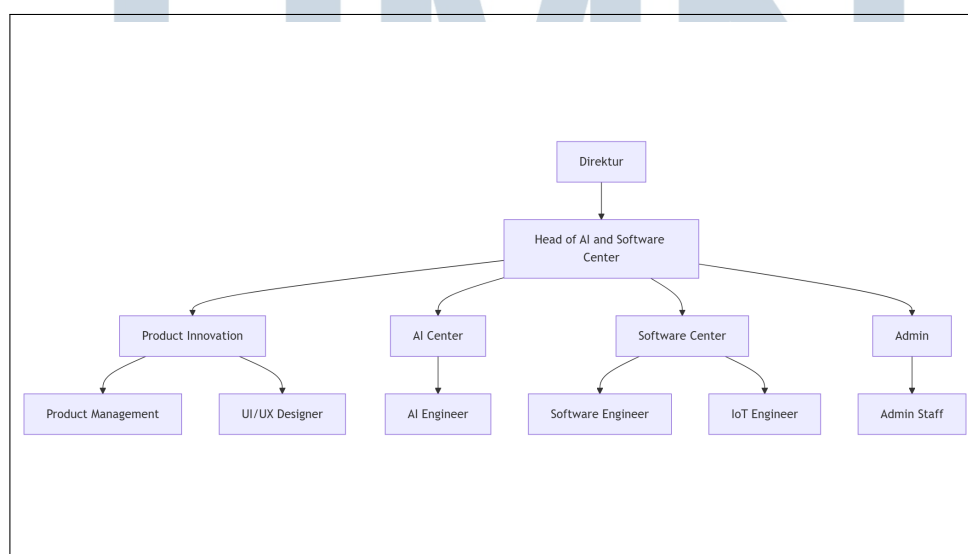 Direktur
Head of AI and Software
Center
Product Innovation
AI Center
Software Center
Admin
Product Management
UI/UX Designer
AI Engineer
Software Engineer
IoT Engineer
Admin Staff